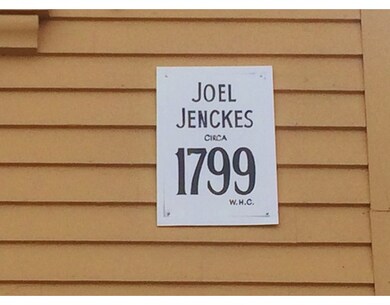 JOEL
JENCKES
CIRCA
1799
W.H.C.